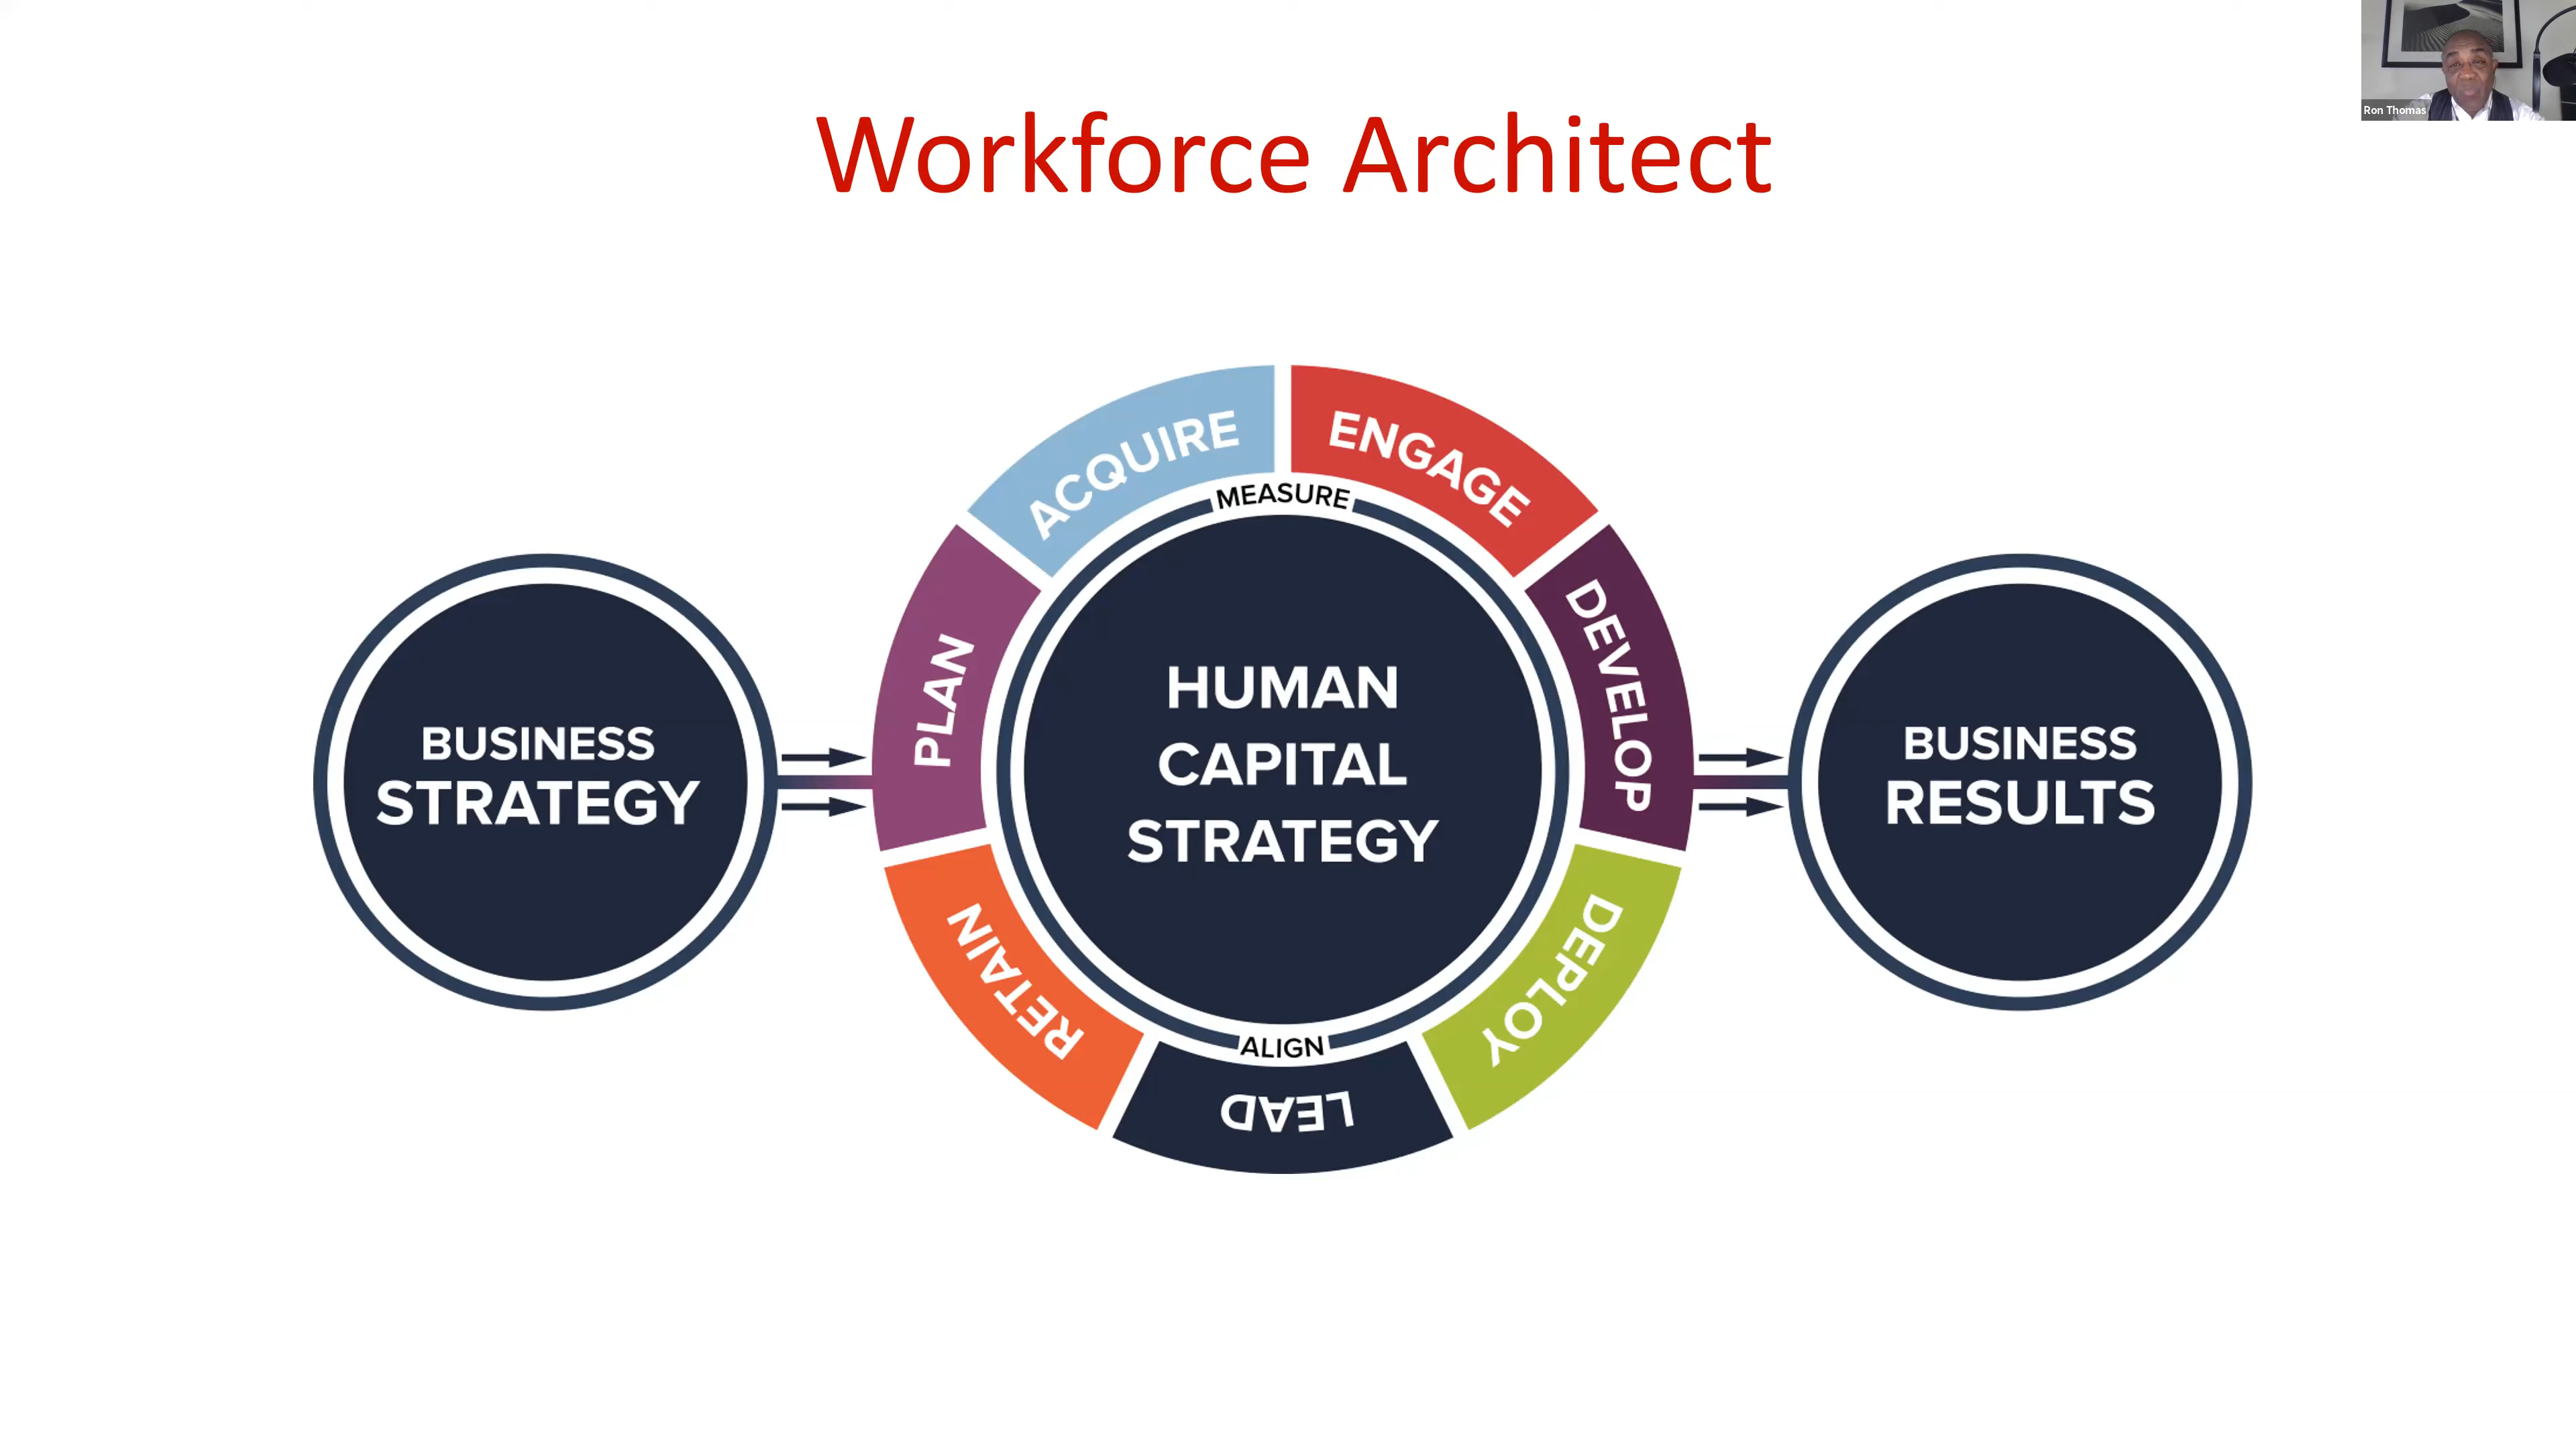 Workforce Architect
Ron Thomas
BUSINESS
STRATEGY
PLAN
ACQUIRE
ENGAGE
DEVELOP
DEPLOY
LEAD
RETAIN
MEASURE
HUMAN
CAPITAL
STRATEGY
ALIGN
BUSINESS
RESULTS